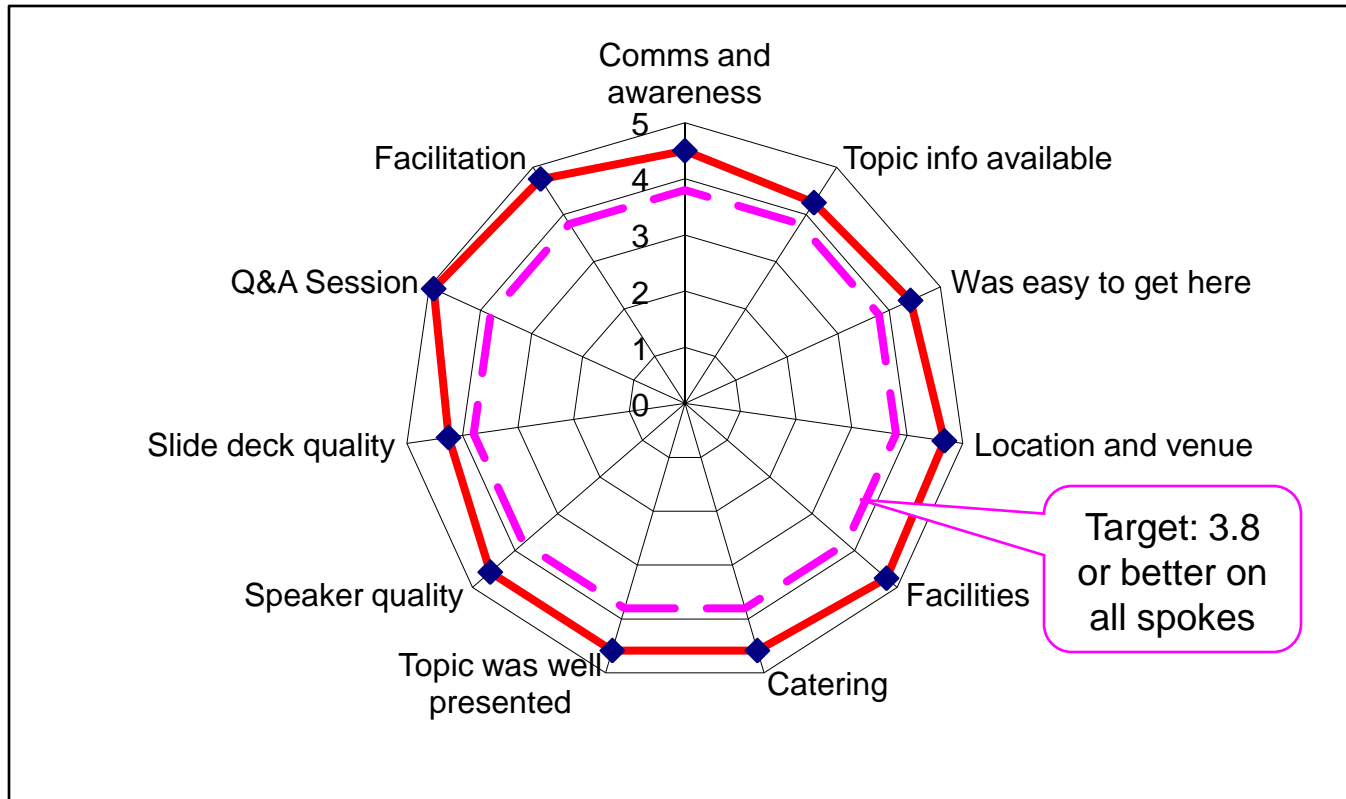 Comms and
awareness
5
Facilitation
Topic info available
4
3
Q&A Session
Was easy to get here
2
1
0
Slide deck quality
Location and venue
Target: 3.8
or better on
all spokes
Speaker quality
Facilities
Topic was well
presented
Catering